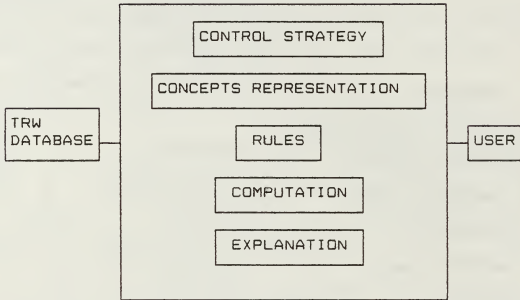 CONTROL STRATEGY
CONCEPTS REPRESENTATION
TRW
DATABASE
RULES
USER
COMPUTATION
EXPLANATION